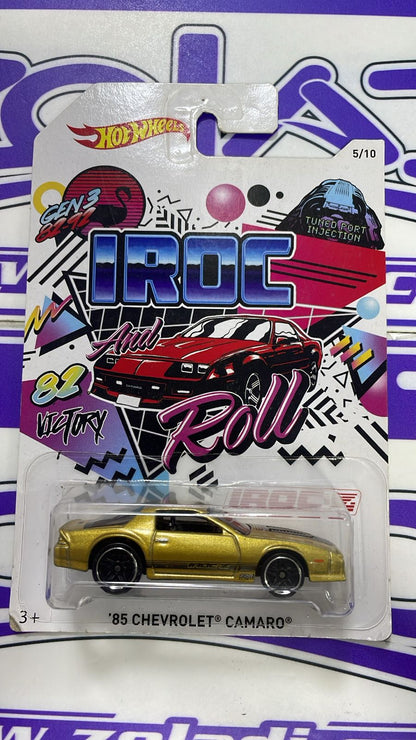 Hot Wheels
5/10
GEN 3
82-92
TUNED PORT
INJECTION
IROC
And
Roll
82
VICTORY
IROC-Z
3+
'85 CHEVROLET® CAMARO®